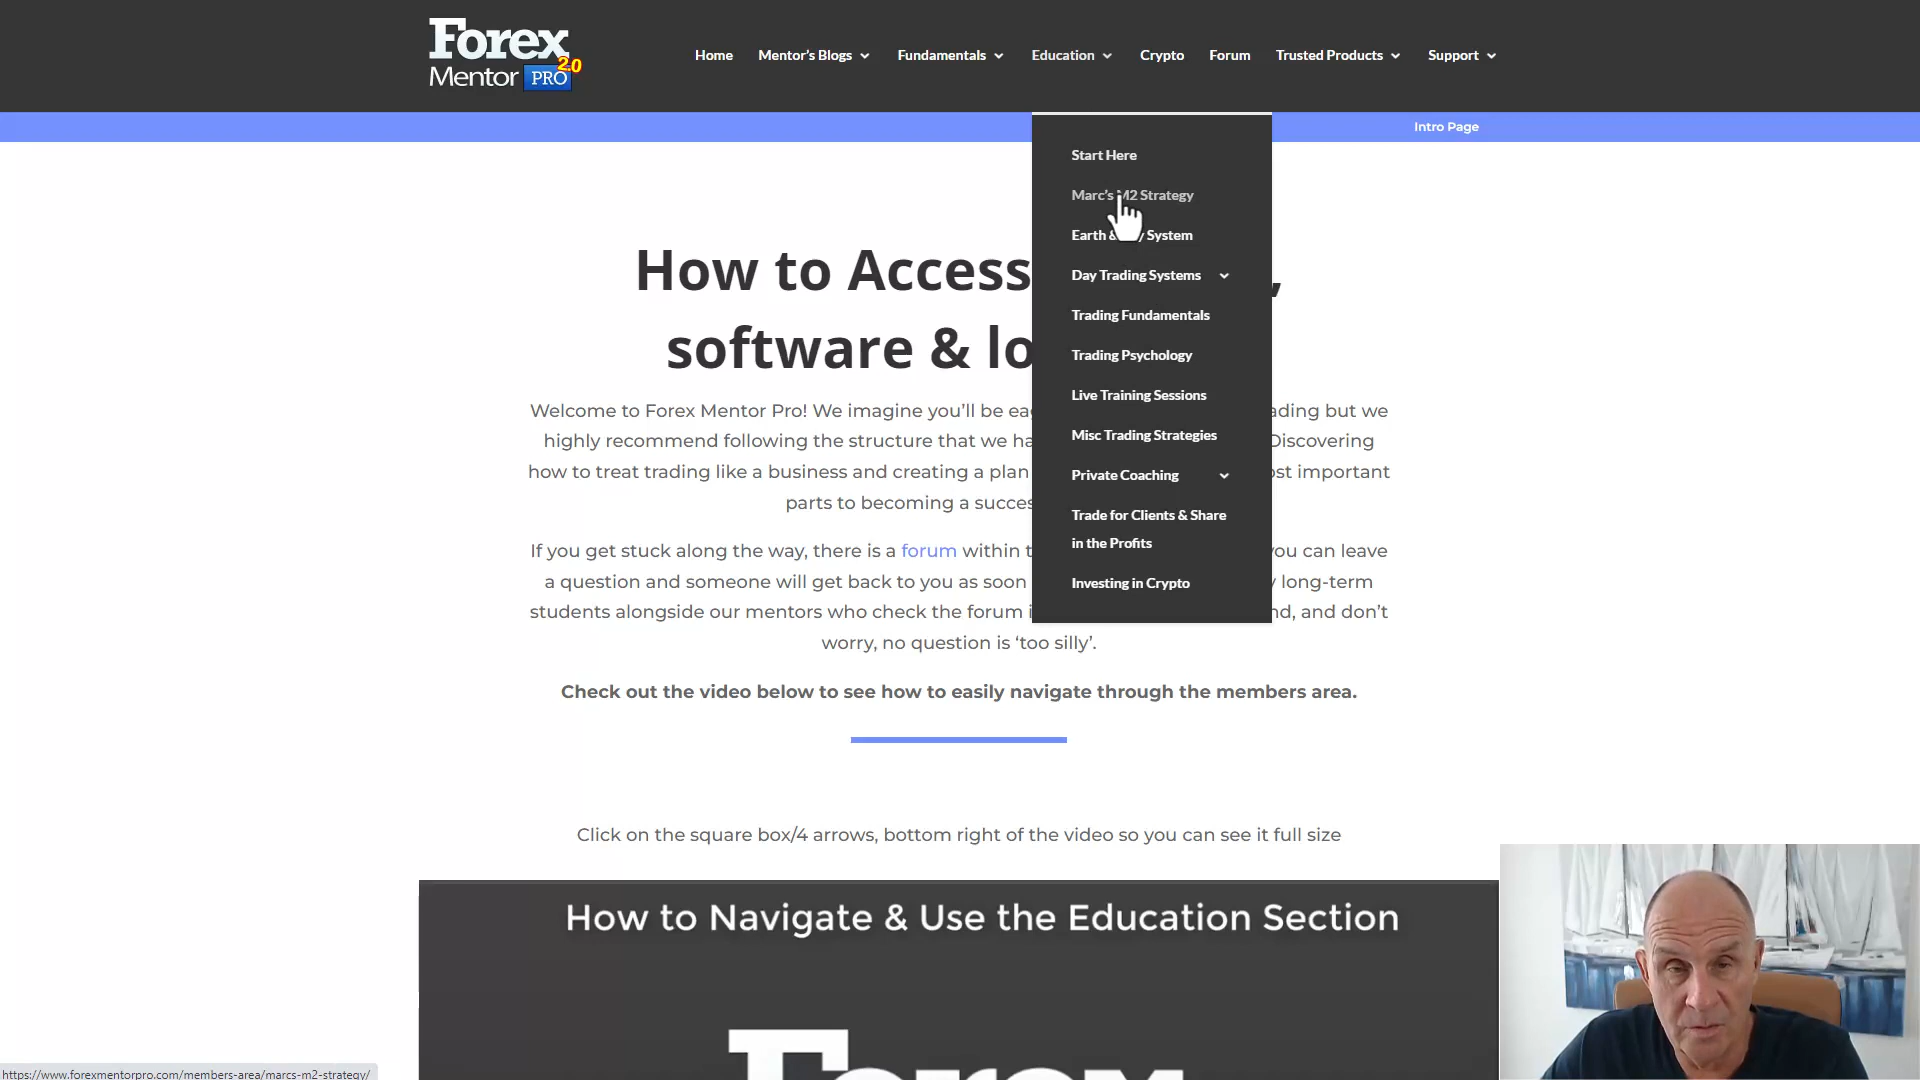 Forex
Mentor PRO 2.0
Home Mentor's Blogs Fundamentals Education Crypto Forum Trusted Products Support
Intro Page
Start Here
Marc's M2 Strategy
Earth & System
Day Trading Systems
Trading Fundamentals
Trading Psychology
Live Training Sessions
Misc Trading Strategies
Private Coaching
Trade for Clients & Share
in the Profits
Investing in Crypto
How to Access ,
software & lo
Welcome to Forex Mentor Pro! We imagine you'll be ea ading but we
highly recommend following the structure that we ha Discovering
how to treat trading like a business and creating a plan ost important
parts to becoming a succes
If you get stuck along the way, there is a forum within t ou can leave
a question and someone will get back to you as soon y long-term
students alongside our mentors who check the forum i nd, and don't
worry, no question is 'too silly'.
Check out the video below to see how to easily navigate through the members area.
Click on the square box/4 arrows, bottom right of the video so you can see it full size
How to Navigate & Use the Education Section
Forex
https://www.forexmentorpro.com/members-area/marcs-m2-strategy/